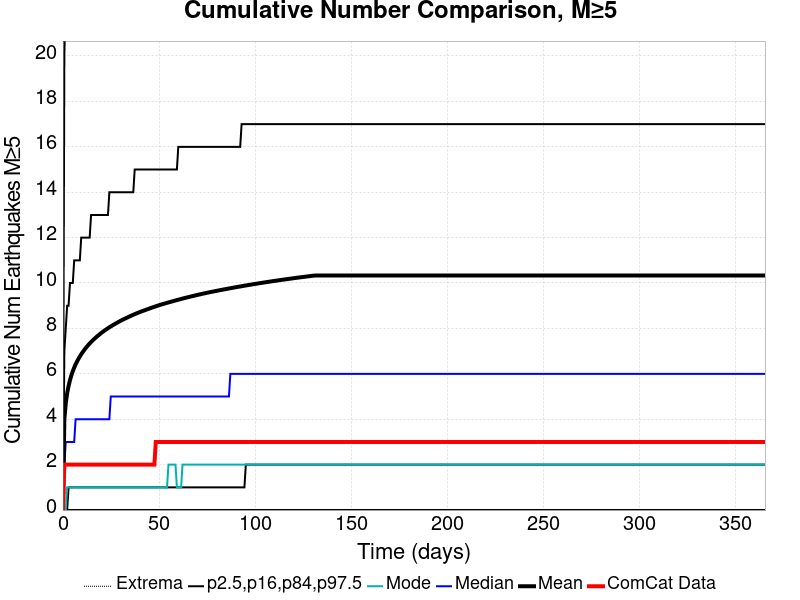 Cumulative Number Comparison, M≥5
Cumulative Num Earthquakes M≥5
20
18
16
14
12
10
8
6
4
2
0
0 50 100 150 200 250 300 350
Time (days)
Extrema p2.5,p16,p84,p97.5 Mode Median Mean ComCat Data